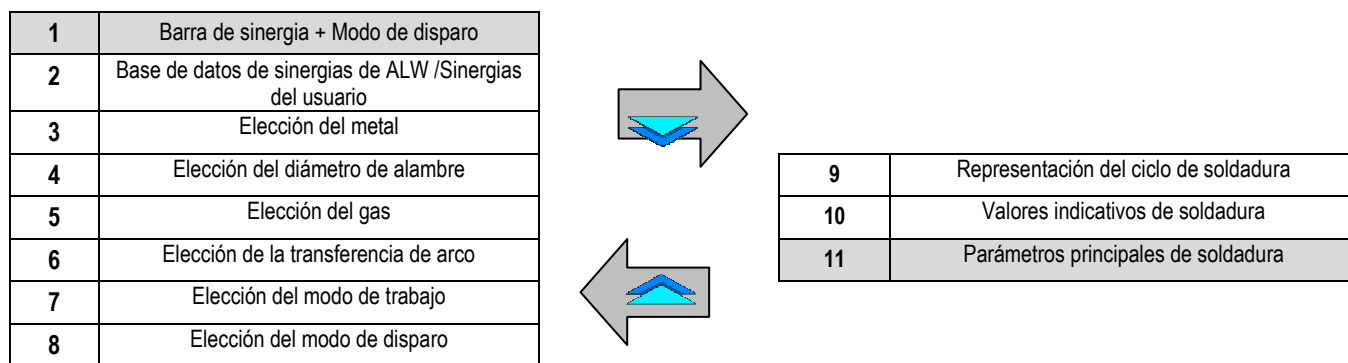 1 Barra de sinergia + Modo de disparo
2 Base de datos de sinergias de ALW /Sinergias
del usuario
3 Elección del metal
4 Elección del diámetro de alambre
5 Elección del gas
6 Elección de la transferencia de arco
7 Elección del modo de trabajo
8 Elección del modo de disparo
9 Representación del ciclo de soldadura
10 Valores indicativos de soldadura
11 Parámetros principales de soldadura